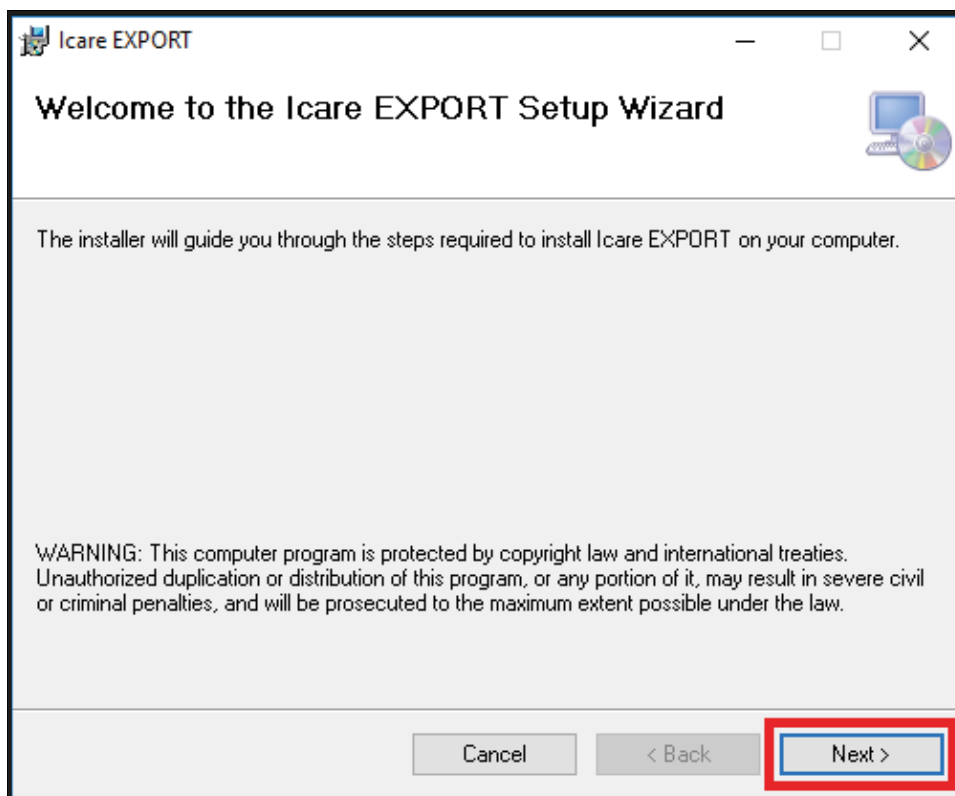 Icare EXPORT
Welcome to the Icare EXPORT Setup Wizard
The installer will guide you through the steps required to install Icare EXPORT on your computer.
WARNING: This computer program is protected by copyright law and international treaties.
Unauthorized duplication or distribution of this program, or any portion of it, may result in severe civil
or criminal penalties, and will be prosecuted to the maximum extent possible under the law.
Cancel < Back Next >